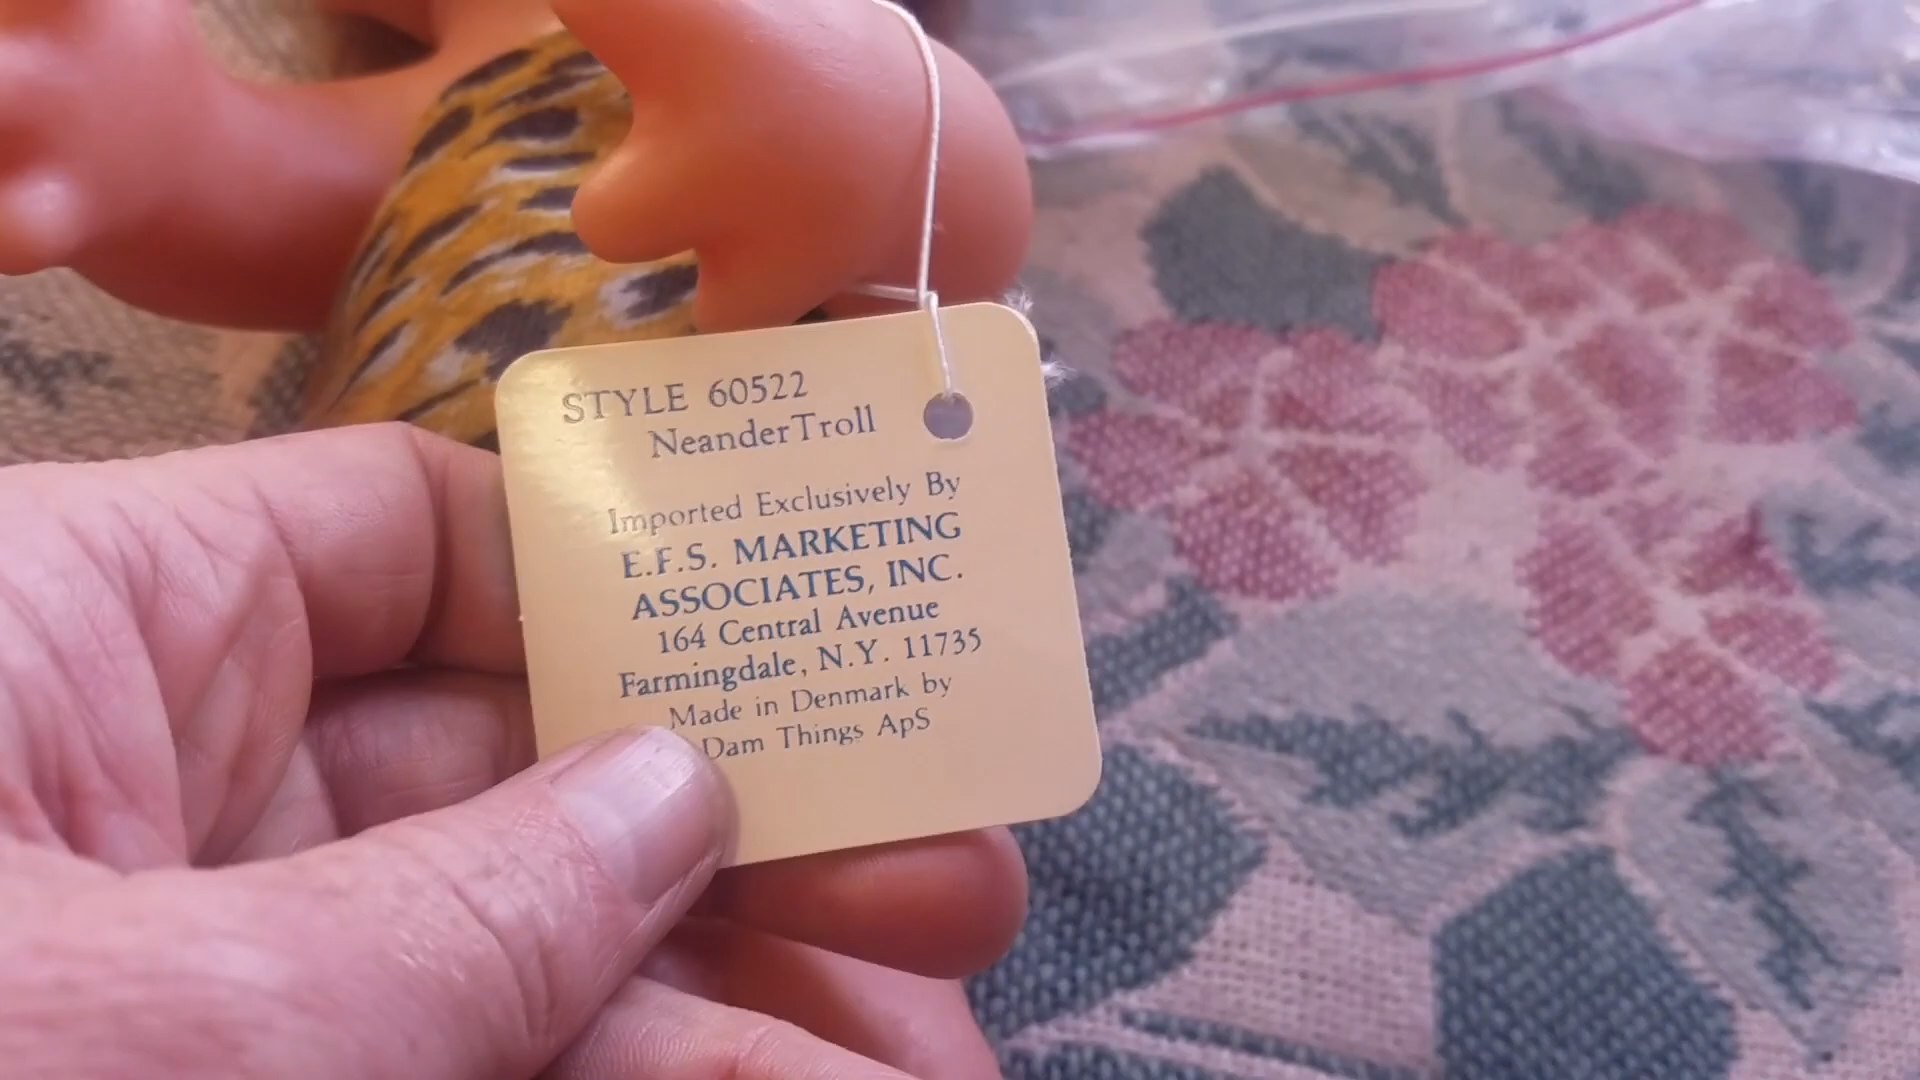 STYLE 60522
NeanderTroll
Imported Exclusively By
E.F.S. MARKETING
ASSOCIATES, INC.
164 Central Avenue
Farmingdale, N.Y. 11735
Made in Denmark by
Dam Things ApS